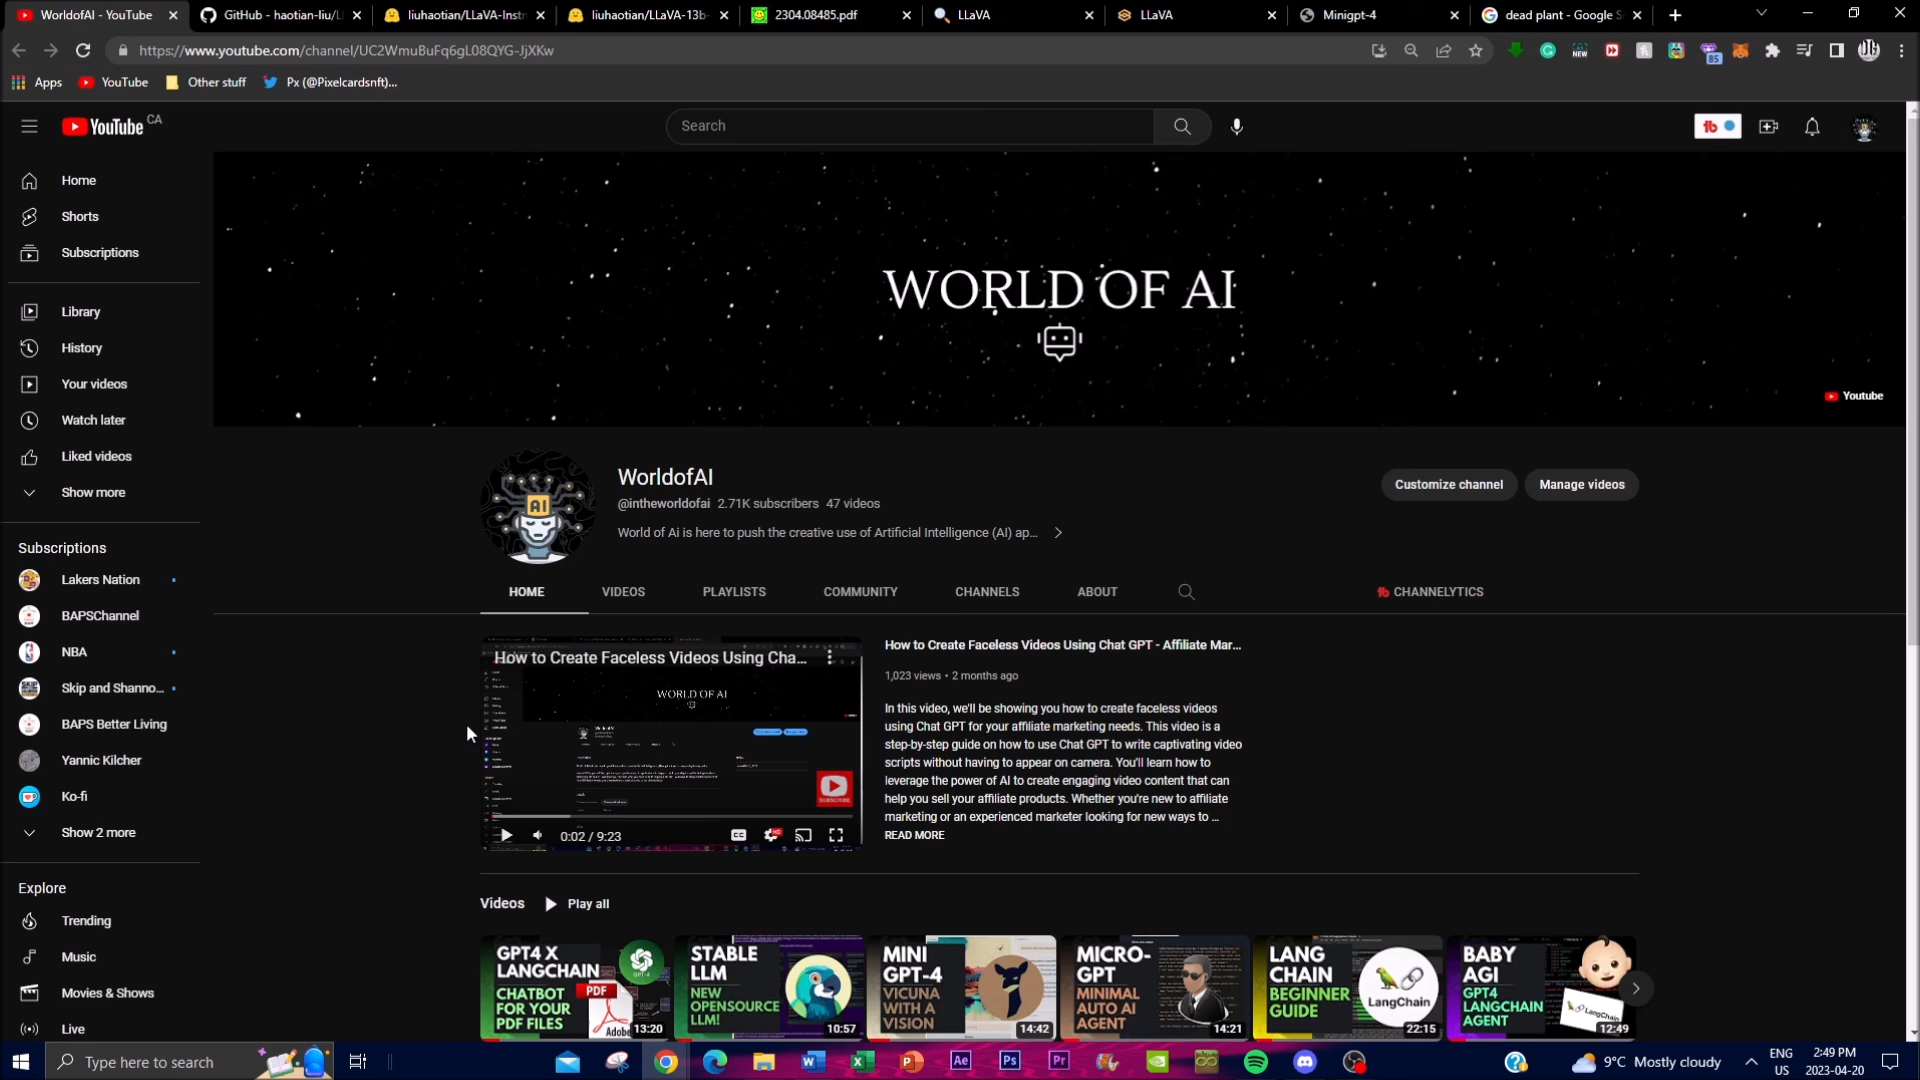 WorldofAI - YouTube
GitHub - haotian-liu/Ll
liuhaotian/LLaVA-Instr
liuhaotian/LLaVA-13b-
2304.08485.pdf
LLaVA
LLaVA
Minigpt-4
dead plant - Google S
https://www.youtube.com/channel/UC2WmuBuFq6gL08QYG-JjXKw
85
Apps
YouTube
Other stuff
Px (@Pixelcardsnft)...
YouTube CA
Search
Home
Shorts
Subscriptions
Library
History
Your videos
Watch later
Liked videos
Show more
Subscriptions
Lakers Nation
BAPSChannel
NBA
Skip and Shanno...
BAPS Better Living
Yannic Kilcher
Ko-fi
Show 2 more
Explore
Trending
Music
Movies & Shows
Live
WORLD OF AI
Youtube
AI
WorldofAI
@intheworldofai 2.71K subscribers 47 videos
World of Ai is here to push the creative use of Artificial Intelligence (AI) ap...
Customize channel
Manage videos
HOME
VIDEOS
PLAYLISTS
COMMUNITY
CHANNELS
ABOUT
CHANNELYTICS
How to Create Faceless Videos Using Cha...
WORLD OF AI
SUBSCRIBE
0:02 / 9:23
How to Create Faceless Videos Using Chat GPT - Affiliate Mar...
1,023 views • 2 months ago
In this video, we'll be showing you how to create faceless videos
using Chat GPT for your affiliate marketing needs. This video is a
step-by-step guide on how to use Chat GPT to write captivating video
scripts without having to appear on camera. You'll learn how to
leverage the power of AI to create engaging video content that can
help you sell your affiliate products. Whether you're new to affiliate
marketing or an experienced marketer looking for new ways to ...
READ MORE
Videos
Play all
GPT4 X
LANGCHAIN
CHATBOT
FOR YOUR
PDF FILES
PDF
Adobe
13:20
STABLE
LLM
NEW
OPENSOURCE
LLM!
10:57
MINI
GPT-4
VICUNA
WITH A
VISION
14:42
MICRO-
GPT
MINIMAL
AUTO AI
AGENT
14:21
LANG
CHAIN
BEGINNER
GUIDE
LangChain
22:15
BABY
AGI
GPT4
LANGCHAIN
AGENT
LangChain
12:49
Type here to search
9°C Mostly cloudy
ENG
US
2:49 PM
2023-04-20